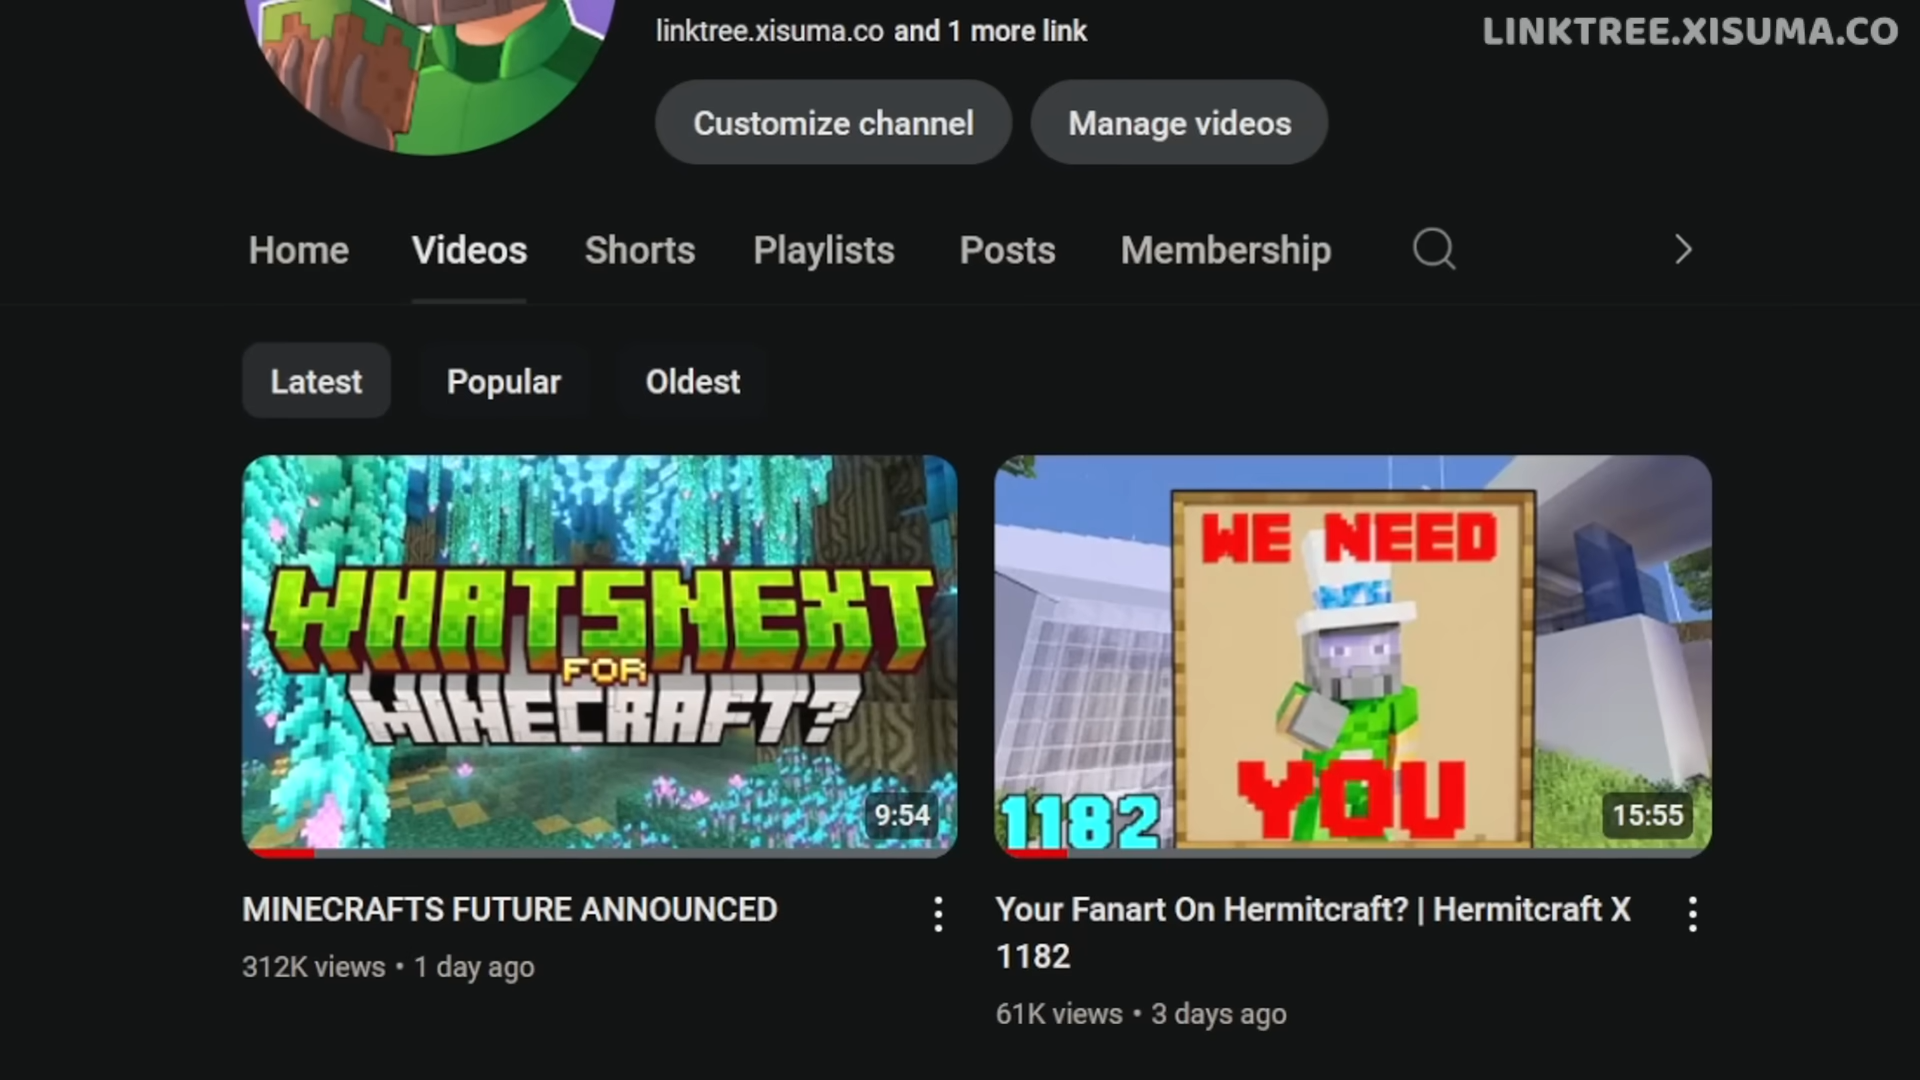 linktree.xisuma.co and 1 more link
LINKTREE.XISUMA.CO
Customize channel
Manage videos
Home
Videos
Shorts
Playlists
Posts
Membership
Latest
Popular
Oldest
WHATSNEXT
FOR
MINECRAFT?
9:54
WE NEED
YOU
1182
15:55
MINECRAFTS FUTURE ANNOUNCED
312K views • 1 day ago
Your Fanart On Hermitcraft? | Hermitcraft X
1182
61K views • 3 days ago